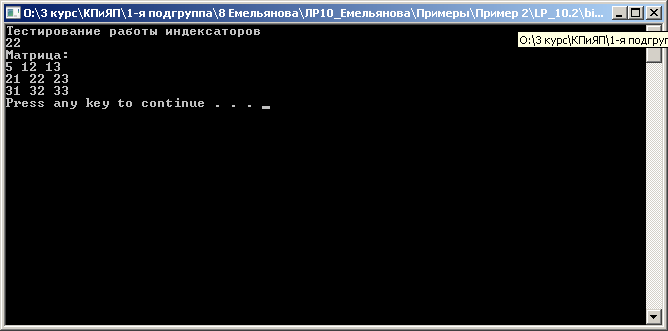 O:\3 курс\КПиЯП\1-я подгруппа\8 Емельянова\ЛР10_Емельянова\Примеры\Пример 2\LP_10.2\bi...
Тестирование работы индексаторов
O:\3 курс\КПиЯП\1-я подгруп
22
Матрица:
5 12 13
21 22 23
31 32 33
Press any key to continue . . . _